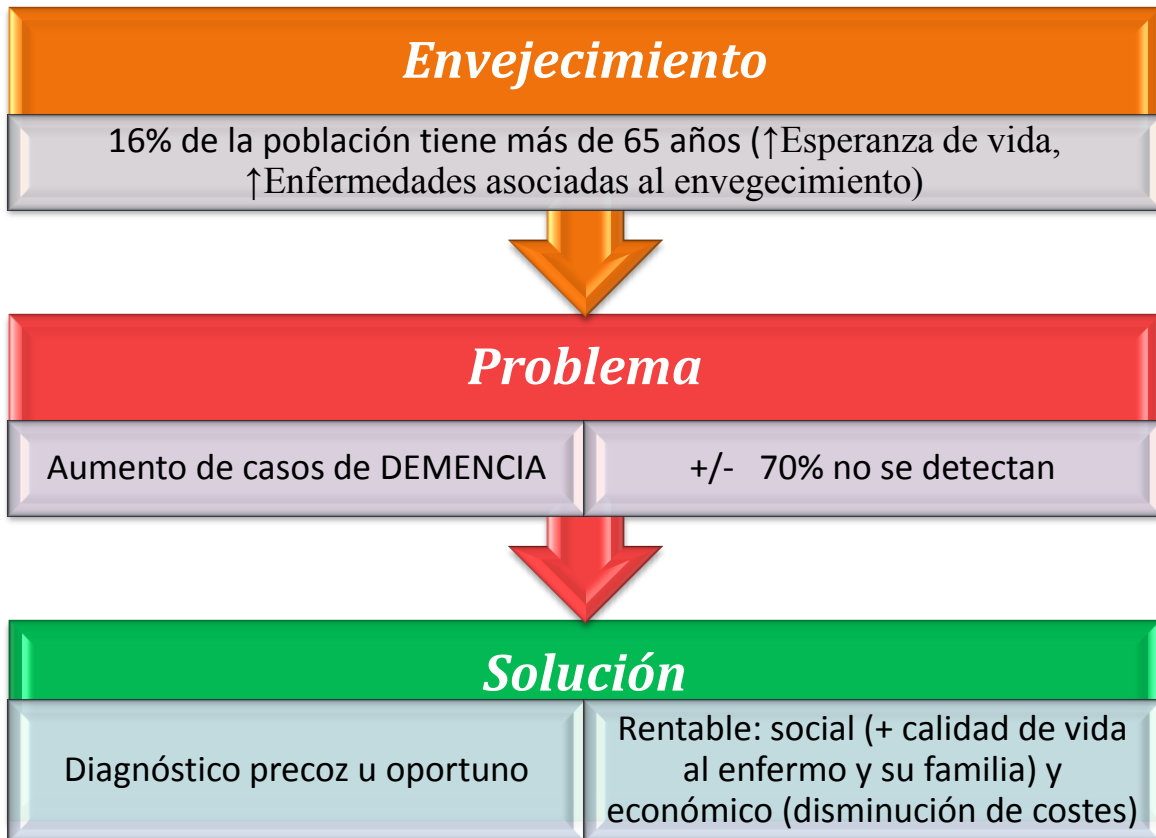 Envejecimiento
16% de la población tiene más de 65 años (↑Esperanza de vida,
↑Enfermedades asociadas al envegecimiento)
Problema
Aumento de casos de DEMENCIA
+/- 70% no se detectan
Solución
Diagnóstico precoz u oportuno
Rentable: social (+ calidad de vida
al enfermo y su familia) y
económico (disminución de costes)